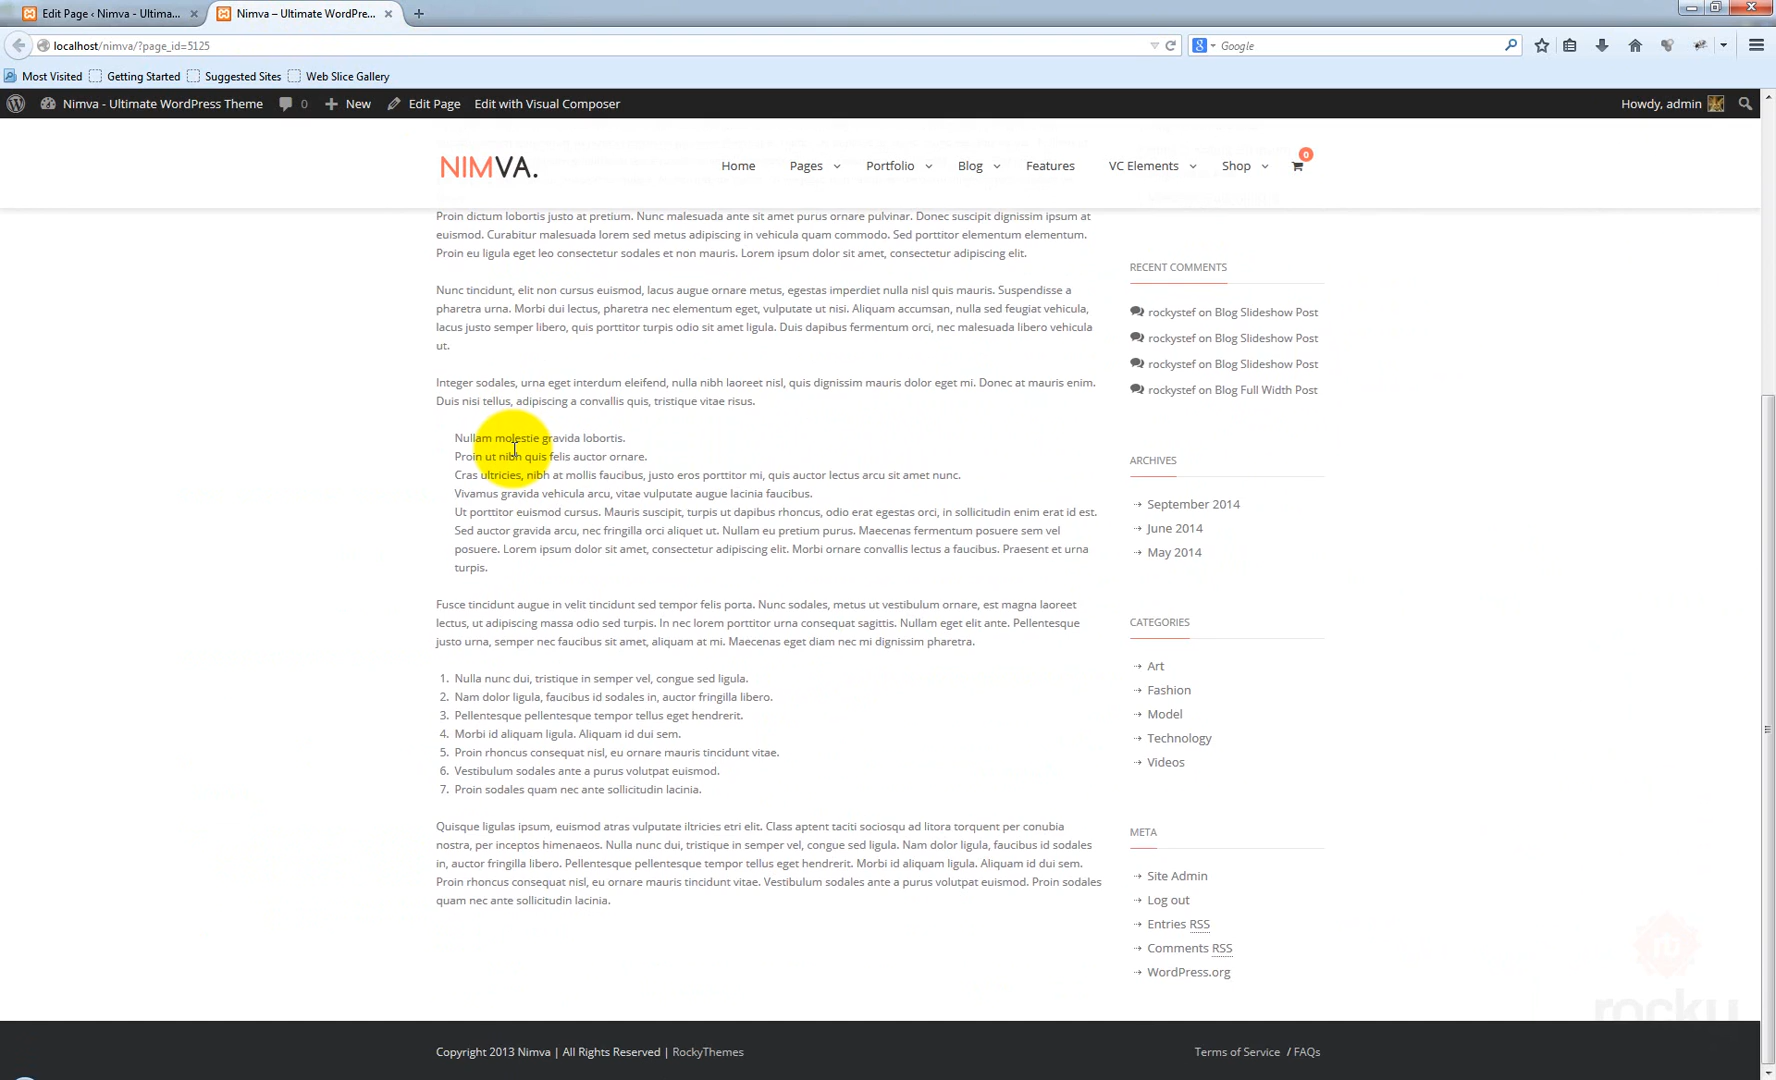 Edit Page ‹ Nimva - Ultima...
Nimva – Ultimate WordPre...
localhost/nimva/?page_id=5125
Google
Most Visited
Getting Started
Suggested Sites
Web Slice Gallery
Nimva - Ultimate WordPress Theme
0
New
Edit Page
Edit with Visual Composer
Howdy, admin
NIMVA.
Home
Pages
Portfolio
Blog
Features
VC Elements
Shop
0
Proin dictum lobortis justo at pretium. Nunc malesuada ante sit amet purus ornare pulvinar. Donec suscipit dignissim ipsum at
euismod. Curabitur malesuada lorem sed metus adipiscing in vehicula quam commodo. Sed porttitor elementum elementum.
Proin eu ligula eget leo consectetur sodales et non mauris. Lorem ipsum dolor sit amet, consectetur adipiscing elit.
Nunc tincidunt, elit non cursus euismod, lacus augue ornare metus, egestas imperdiet nulla nisl quis mauris. Suspendisse a
pharetra urna. Morbi dui lectus, pharetra nec elementum eget, vulputate ut nisi. Aliquam accumsan, nulla sed feugiat vehicula,
lacus justo semper libero, quis porttitor turpis odio sit amet ligula. Duis dapibus fermentum orci, nec malesuada libero vehicula
ut.
Integer sodales, urna eget interdum eleifend, nulla nibh laoreet nisl, quis dignissim mauris dolor eget mi. Donec at mauris enim.
Duis nisi tellus, adipiscing a convallis quis, tristique vitae risus.
Nullam molestie gravida lobortis.
Proin ut nibh quis felis auctor ornare.
Cras ultricies, nibh at mollis faucibus, justo eros porttitor mi, quis auctor lectus arcu sit amet nunc.
Vivamus gravida vehicula arcu, vitae vulputate augue lacinia faucibus.
Ut porttitor euismod cursus. Mauris suscipit, turpis ut dapibus rhoncus, odio erat egestas orci, in sollicitudin enim erat id est.
Sed auctor gravida arcu, nec fringilla orci aliquet ut. Nullam eu pretium purus. Maecenas fermentum posuere sem vel
posuere. Lorem ipsum dolor sit amet, consectetur adipiscing elit. Morbi ornare convallis lectus a faucibus. Praesent et urna
turpis.
Fusce tincidunt augue in velit tincidunt sed tempor felis porta. Nunc sodales, metus ut vestibulum ornare, est magna laoreet
lectus, ut adipiscing massa odio sed turpis. In nec lorem porttitor urna consequat sagittis. Nullam eget elit ante. Pellentesque
justo urna, semper nec faucibus sit amet, aliquam at mi. Maecenas eget diam nec mi dignissim pharetra.
1. Nulla nunc dui, tristique in semper vel, congue sed ligula.
2. Nam dolor ligula, faucibus id sodales in, auctor fringilla libero.
3. Pellentesque pellentesque tempor tellus eget hendrerit.
4. Morbi id aliquam ligula. Aliquam id dui sem.
5. Proin rhoncus consequat nisl, eu ornare mauris tincidunt vitae.
6. Vestibulum sodales ante a purus volutpat euismod.
7. Proin sodales quam nec ante sollicitudin lacinia.
Quisque ligulas ipsum, euismod atras vulputate iltricies etri elit. Class aptent taciti sociosqu ad litora torquent per conubia
nostra, per inceptos himenaeos. Nulla nunc dui, tristique in semper vel, congue sed ligula. Nam dolor ligula, faucibus id sodales
in, auctor fringilla libero. Pellentesque pellentesque tempor tellus eget hendrerit. Morbi id aliquam ligula. Aliquam id dui sem.
Proin rhoncus consequat nisl, eu ornare mauris tincidunt vitae. Vestibulum sodales ante a purus volutpat euismod. Proin sodales
quam nec ante sollicitudin lacinia.
RECENT COMMENTS
rockystef on Blog Slideshow Post
rockystef on Blog Slideshow Post
rockystef on Blog Slideshow Post
rockystef on Blog Full Width Post
ARCHIVES
September 2014
June 2014
May 2014
CATEGORIES
Art
Fashion
Model
Technology
Videos
META
Site Admin
Log out
Entries RSS
Comments RSS
WordPress.org
Copyright 2013 Nimva | All Rights Reserved | RockyThemes
Terms of Service / FAQs